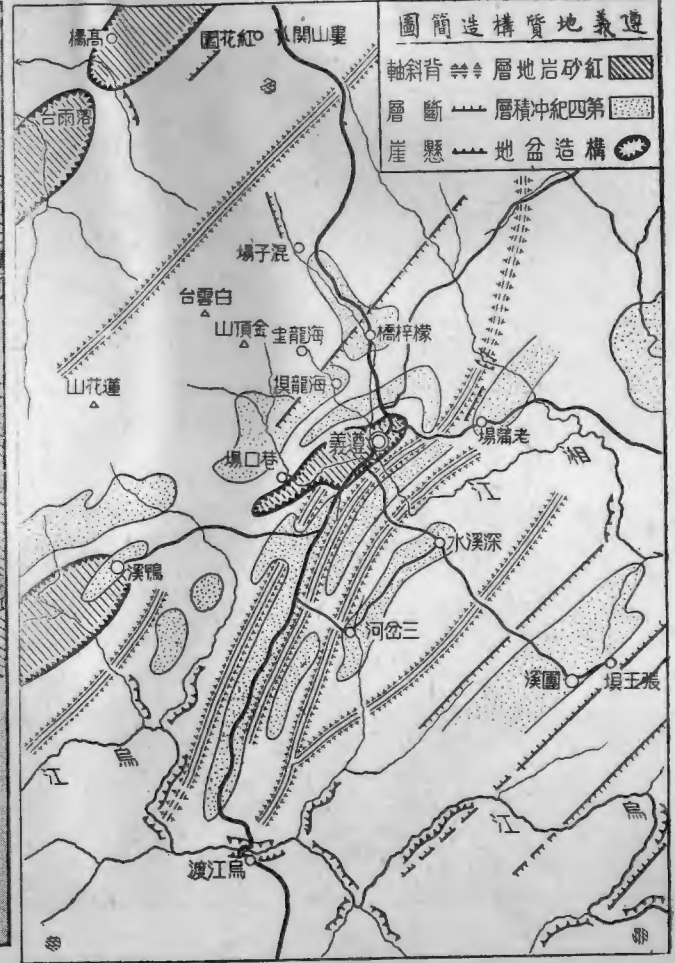 遵義地質構造簡圖
紅砂岩地層 背斜軸
第四紀冲積層 斷層
構造盆地 懸崖
婁山關
紅花園
高橋
落雨台
混子場
白雲台
金頂山
海龍
檬梓橋
海龍垻
蓮花山
遵義
老蒲場
巷口場
湘江
深溪水
鴨溪
三岔河
張王垻
團溪
烏江
烏江
烏江渡